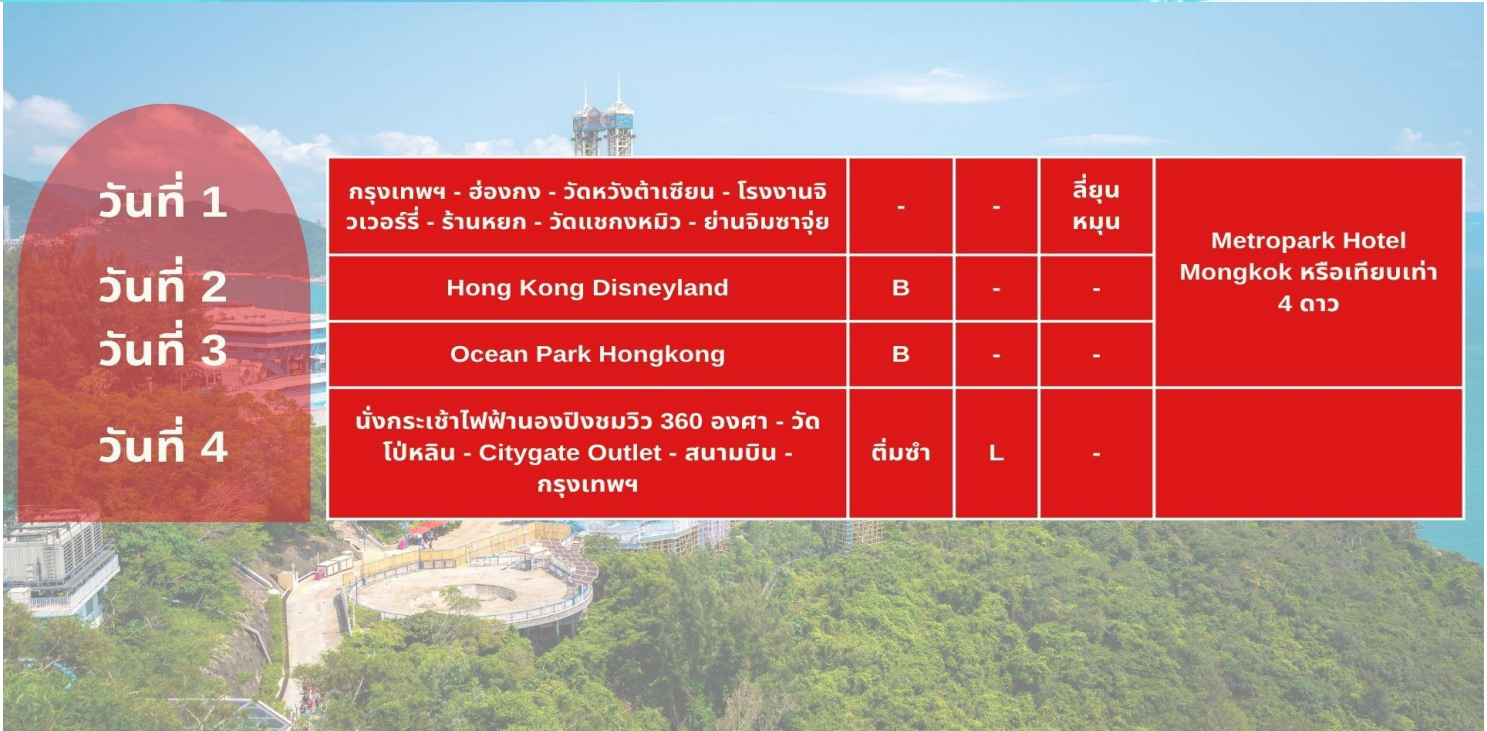 วันที่ 1
กรุงเทพฯ - ฮ่องกง - วัดหวังต้าเซียน - โรงงานจิ
วเวอร์รี่ - ร้านหยก - วัดแชกงหมิว - ย่านจิมซาจุ่ย
-
-
ลี่ยุน
หมุน
Metropark Hotel
Mongkok หรือเทียบเท่า
4 ดาว
วันที่ 2
Hong Kong Disneyland
B
-
-
วันที่ 3
Ocean Park Hongkong
B
-
-
วันที่ 4
นั่งกระเช้าไฟฟ้านองปิงชมวิว 360 องศา - วัด
โป่หลิน - Citygate Outlet - สนามบิน -
กรุงเทพฯ
ติ่มซำ
L
-